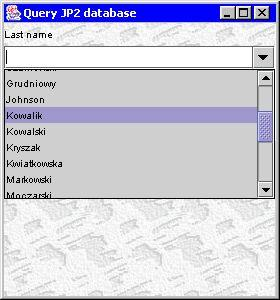 Query JP2 database
Last name
Grudniowy
Johnson
Kowalik
Kowalski
Kryszak
Kwiatkowska
Markowski
Moczarski